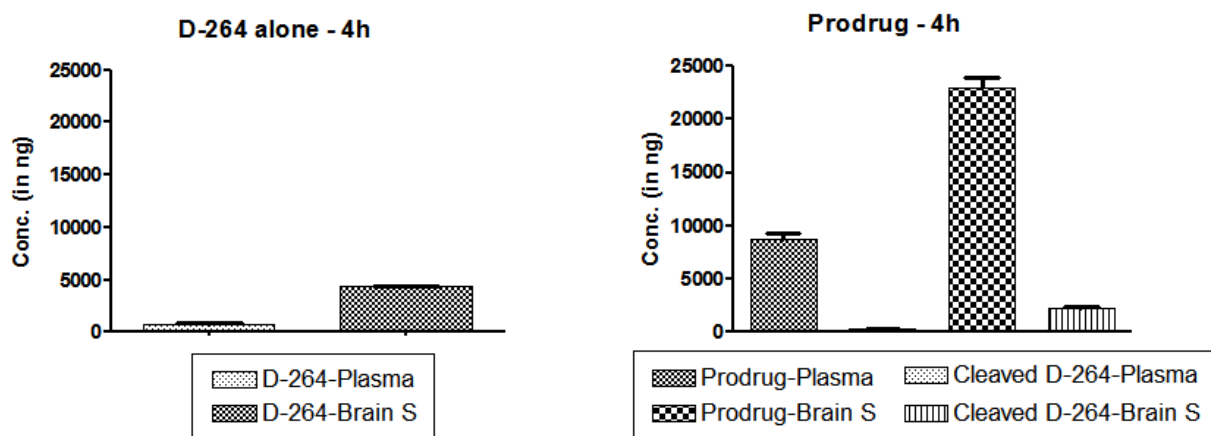 D-264 alone - 4h
25000
20000
15000
10000
5000
0
Conc. (in ng)
D-264-Plasma
D-264-Brain S
Prodrug - 4h
25000
20000
15000
10000
5000
0
Conc. (in ng)
Prodrug-Plasma
Cleaved D-264-Plasma
Prodrug-Brain S
Cleaved D-264-Brain S